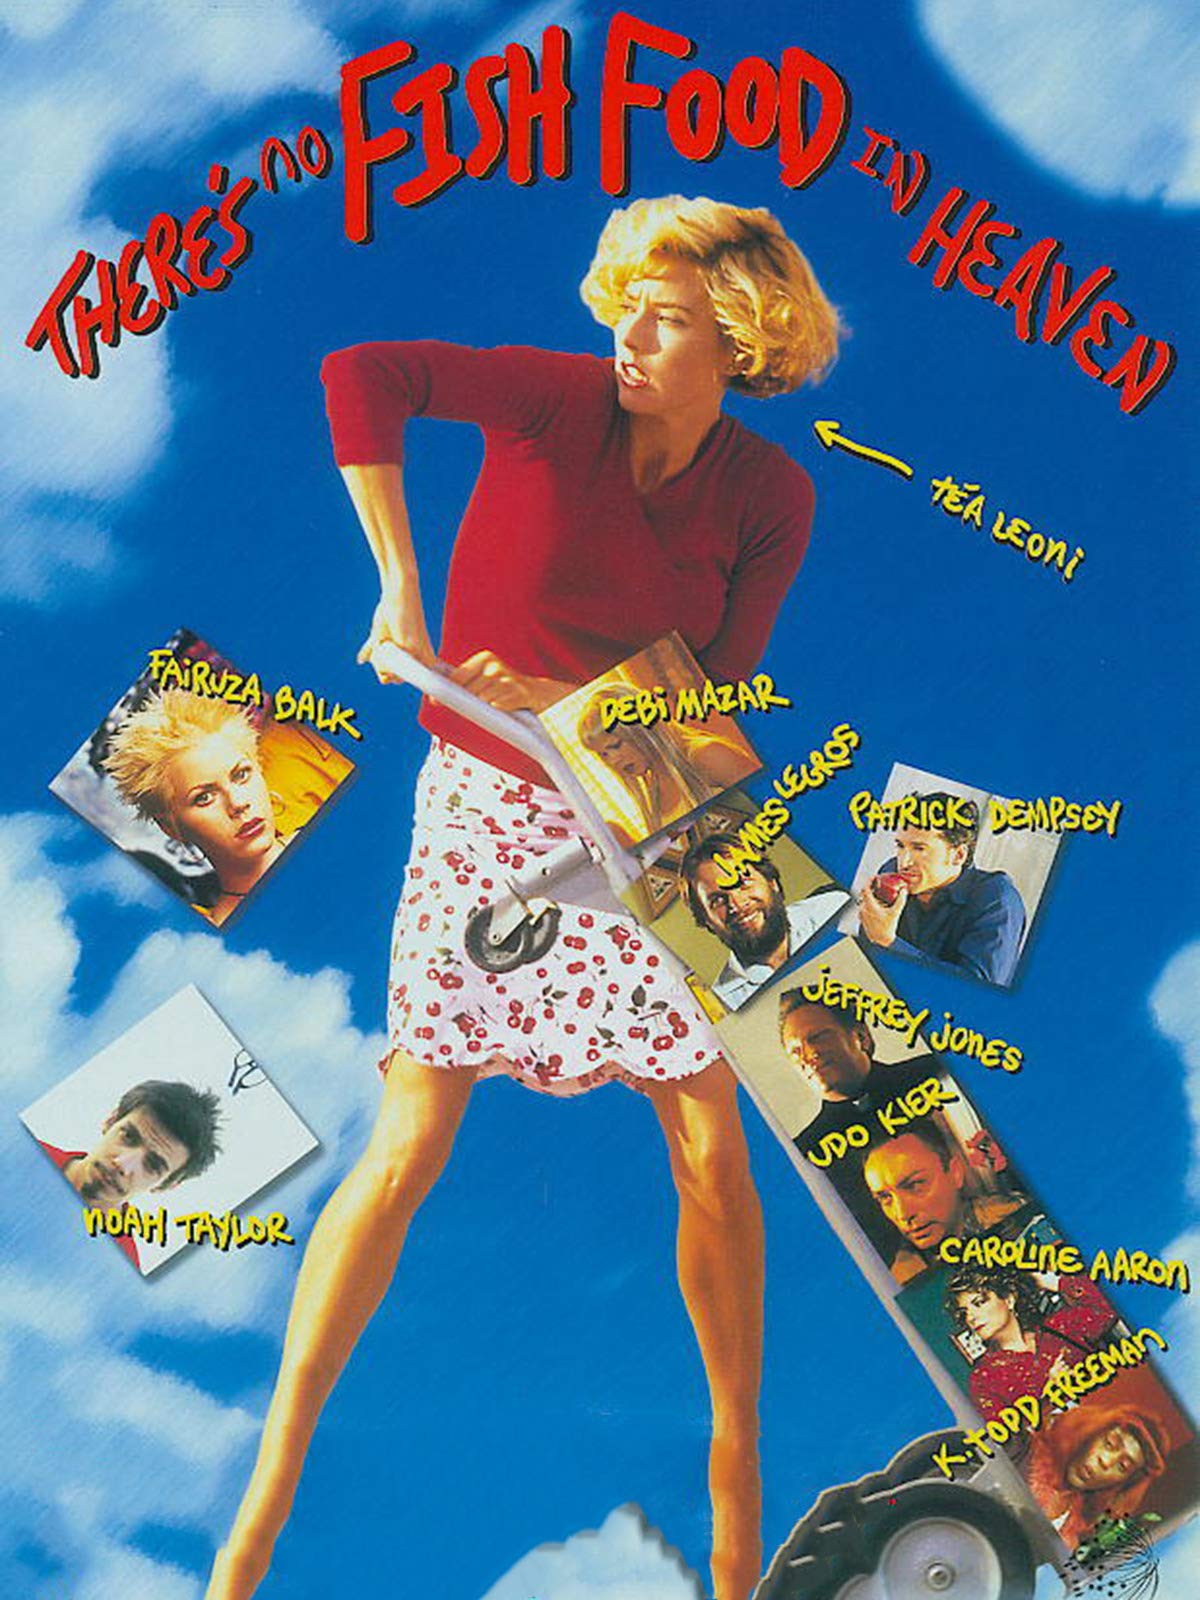 THERE'S no FISH FOOD IN HEAVEN
TÉA LEONI
FAIRUZA BALK
DEBI MAZAR
JAMES LEGROS
PATRICK DEMPSEY
JEFFREY JONES
UDO KIER
NOAH TAYLOR
CAROLINE AARON
K. TODD FREEMAN